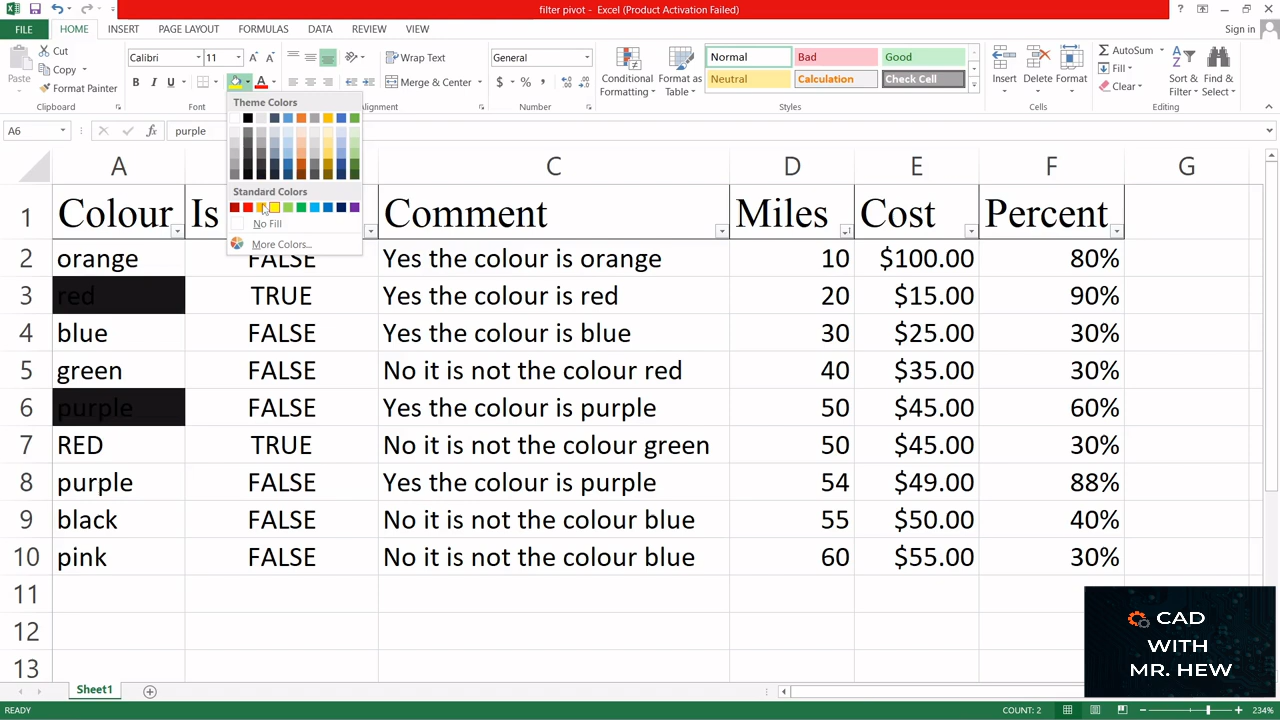 filter pivot - Excel (Product Activation Failed)
FILE HOME INSERT PAGE LAYOUT FORMULAS DATA REVIEW VIEW Sign in
Paste
Cut
Copy
Format Painter
Clipboard
Calibri 11
B I U A
Font
Wrap Text
Merge & Center
Alignment
General
$ % ,
Number
Conditional Formatting
Format as Table
Normal Bad Good
Neutral Calculation Check Cell
Styles
Insert Delete Format
Cells
AutoSum
Fill
Clear
Sort & Filter
Find & Select
Editing
Theme Colors
Standard Colors
No Fill
More Colors...
A6 fx purple
A C D E F G
1 Colour Is Comment Miles Cost Percent
2 orange FALSE Yes the colour is orange 10 $100.00 80%
3 red TRUE Yes the colour is red 20 $15.00 90%
4 blue FALSE Yes the colour is blue 30 $25.00 30%
5 green FALSE No it is not the colour red 40 $35.00 30%
6 purple FALSE Yes the colour is purple 50 $45.00 60%
7 RED TRUE No it is not the colour green 50 $45.00 30%
8 purple FALSE Yes the colour is purple 54 $49.00 88%
9 black FALSE No it is not the colour blue 55 $50.00 40%
10 pink FALSE No it is not the colour blue 60 $55.00 30%
11
12
13
CAD
WITH
MR. HEW
Sheet1
READY COUNT: 2 234%